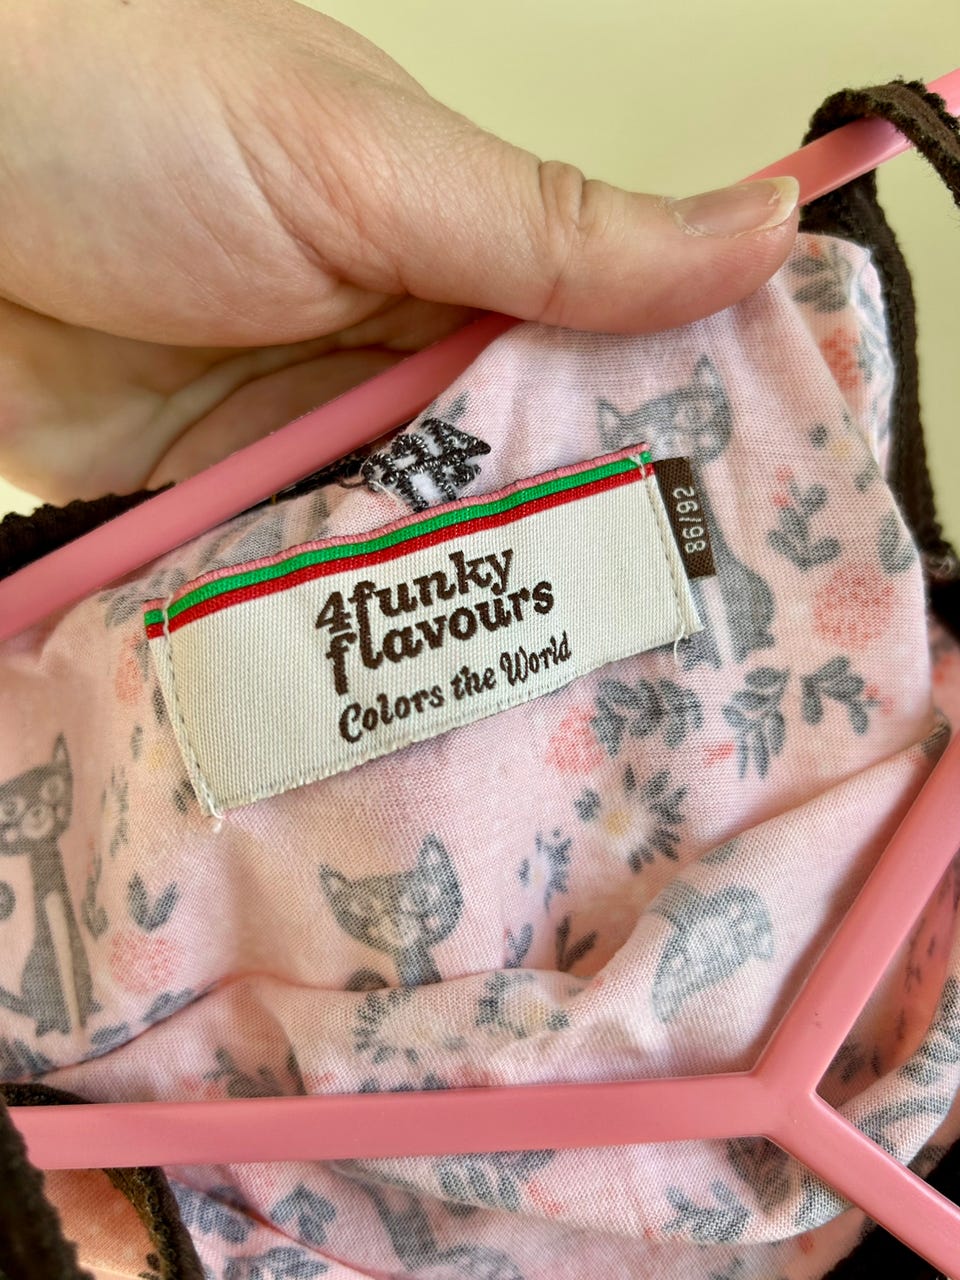 4funky
flavours
Colors the World
86/92